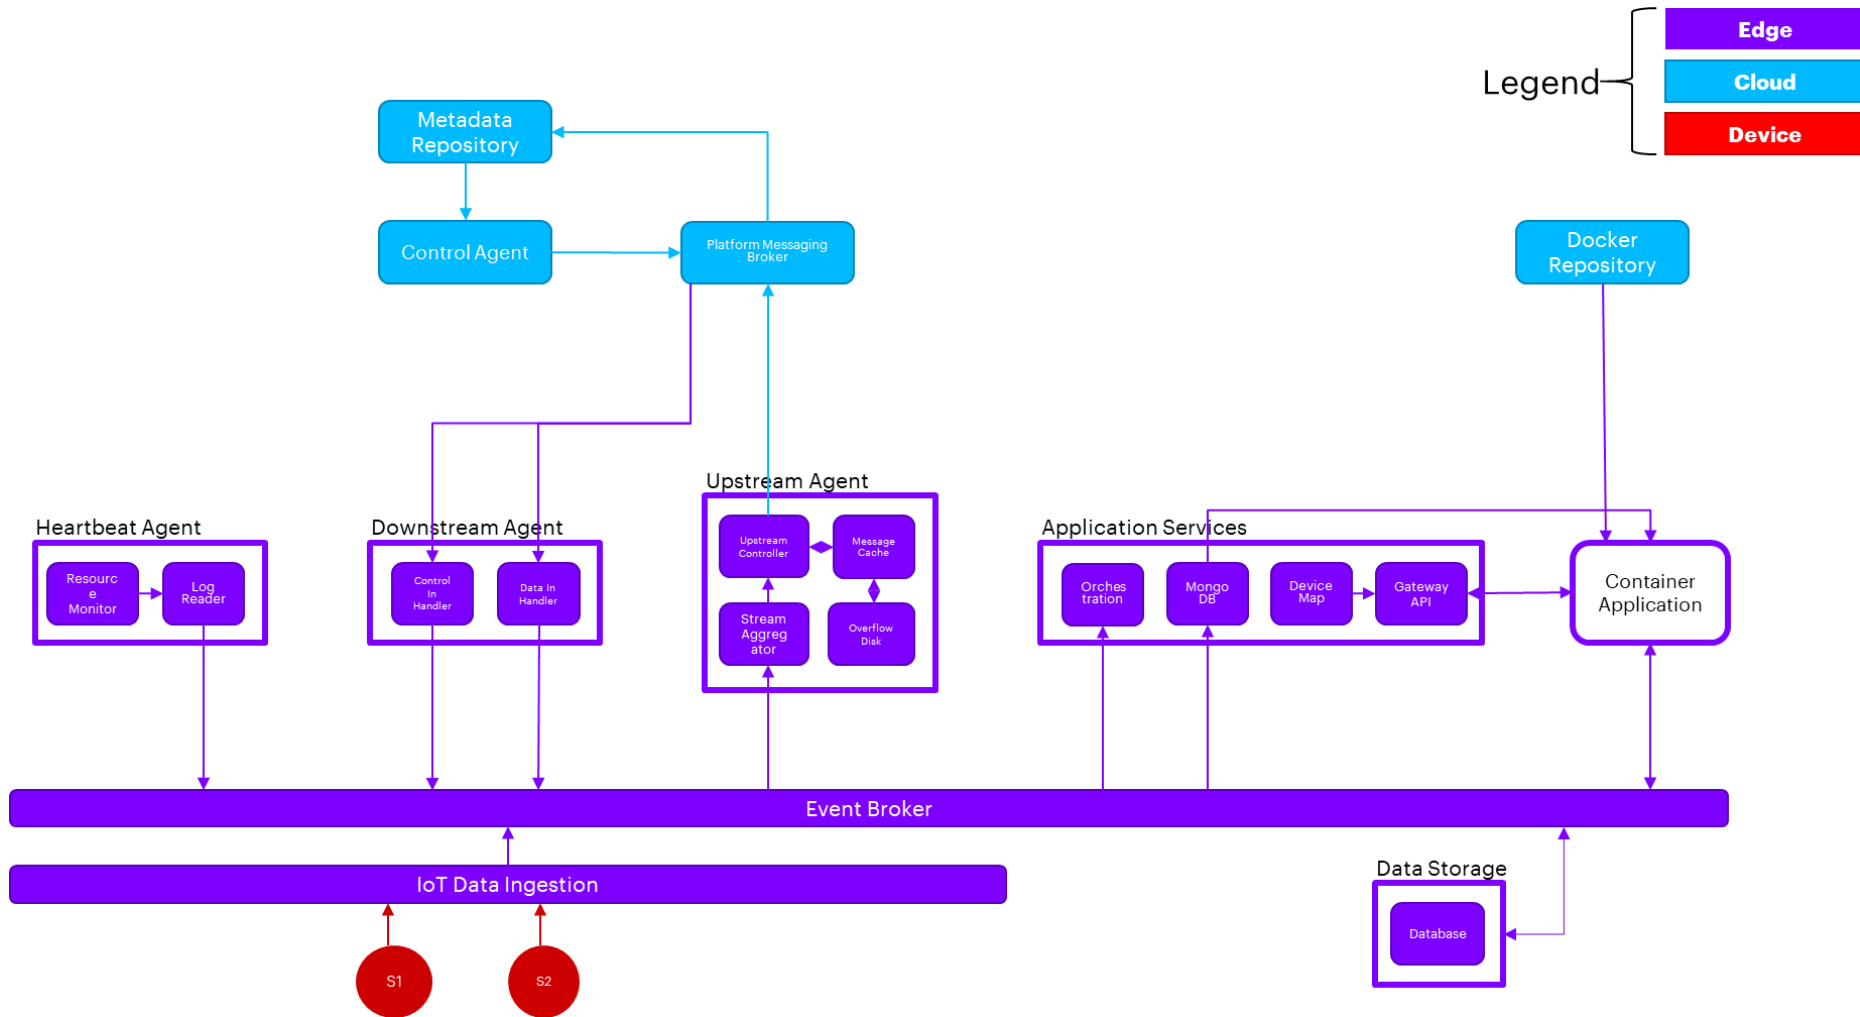 Edge
Legend
Cloud
Device
Metadata
Repository
Control Agent
Platform Messaging
Broker
Docker
Repository
Upstream Agent
Upstream
Controller
Message
Cache
Stream
Aggreg
ator
Overflow
Disk
Heartbeat Agent
Resourc
e
Monitor
Log
Reader
Downstream Agent
Control
In
Handler
Data In
Handler
Application Services
Orches
tration
Mongo
DB
Device
Map
Gateway
API
Container
Application
Event Broker
IoT Data Ingestion
Data Storage
Database
S1
S2